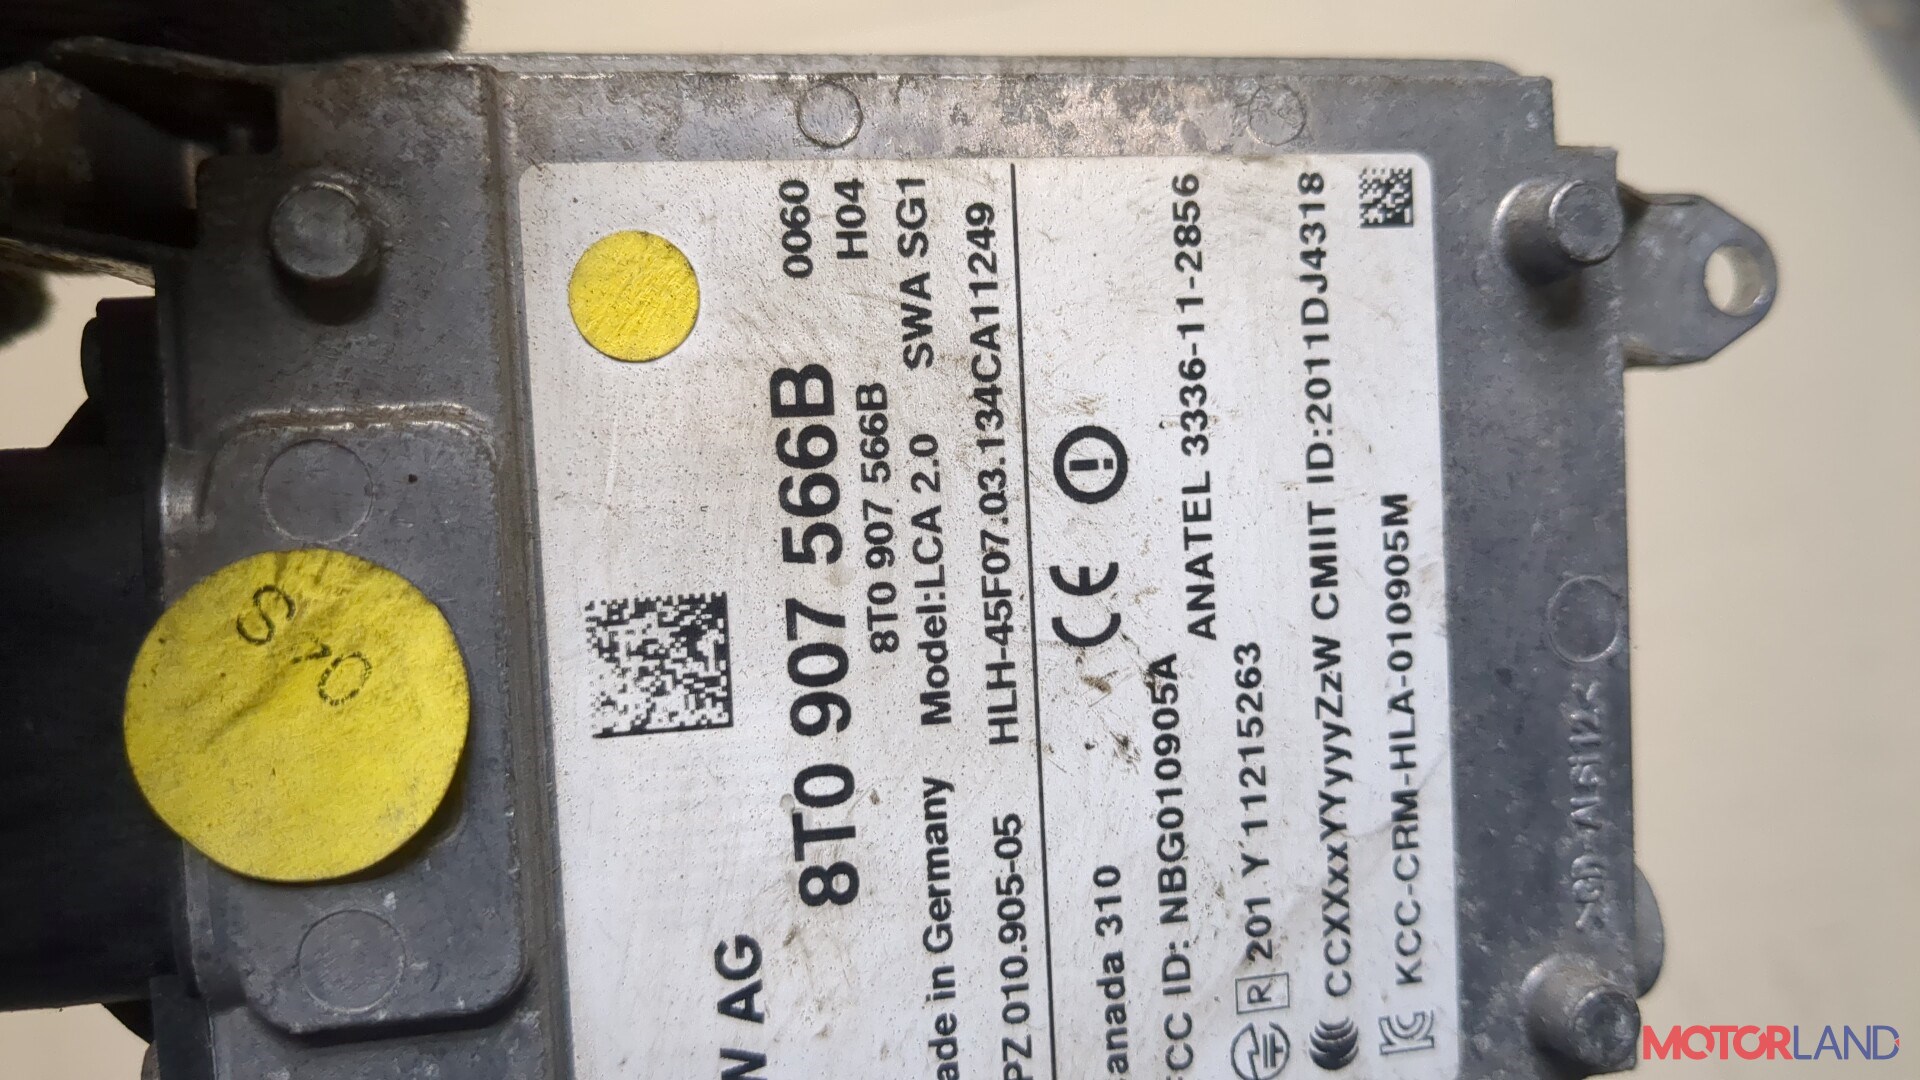 W AG
8T0 907 566B 0060
8T0 907 566B H04
ade in Germany Model:LCA 2.0 SWA SG1
PZ 010.905-05 HLH-45F07.03.134CA11249
CE
anada 310
CC ID: NBG010905A
ANATEL 3336-11-2856
R 201 Y 11215263
CCXXxxYYyyyZzW CMIIT ID:2011DJ4318
KCC-CRM-HLA-010905M
MOTORLAND